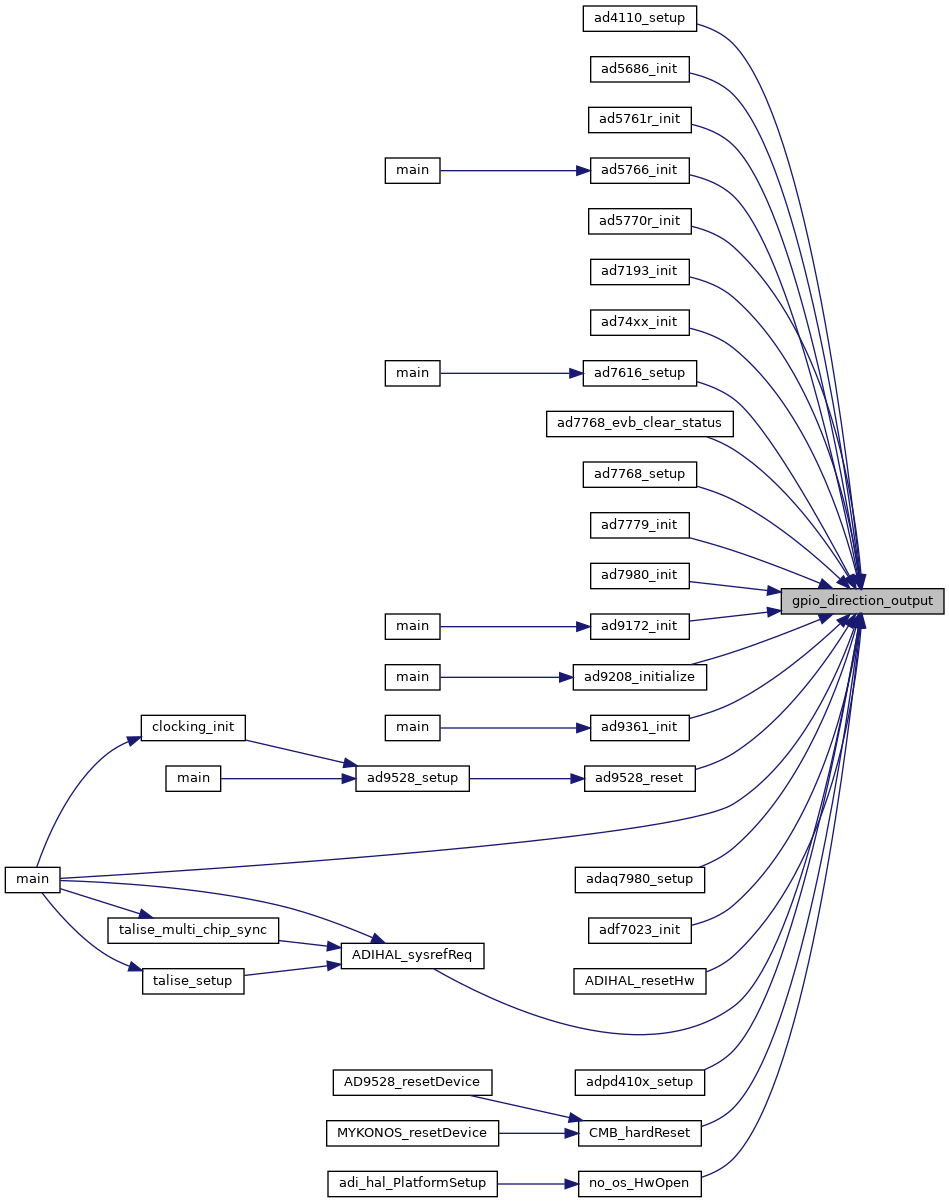 ad4110_setup
ad5686_init
ad5761r_init
main
ad5766_init
ad5770r_init
ad7193_init
ad74xx_init
main
ad7616_setup
ad7768_evb_clear_status
ad7768_setup
ad7779_init
ad7980_init
gpio_direction_output
main
ad9172_init
main
ad9208_initialize
clocking_init
main
ad9361_init
main
ad9528_setup
ad9528_reset
main
adaq7980_setup
talise_multi_chip_sync
adf7023_init
ADIHAL_sysrefReq
talise_setup
ADIHAL_resetHw
AD9528_resetDevice
adpd410x_setup
MYKONOS_resetDevice
CMB_hardReset
adi_hal_PlatformSetup
no_os_HwOpen